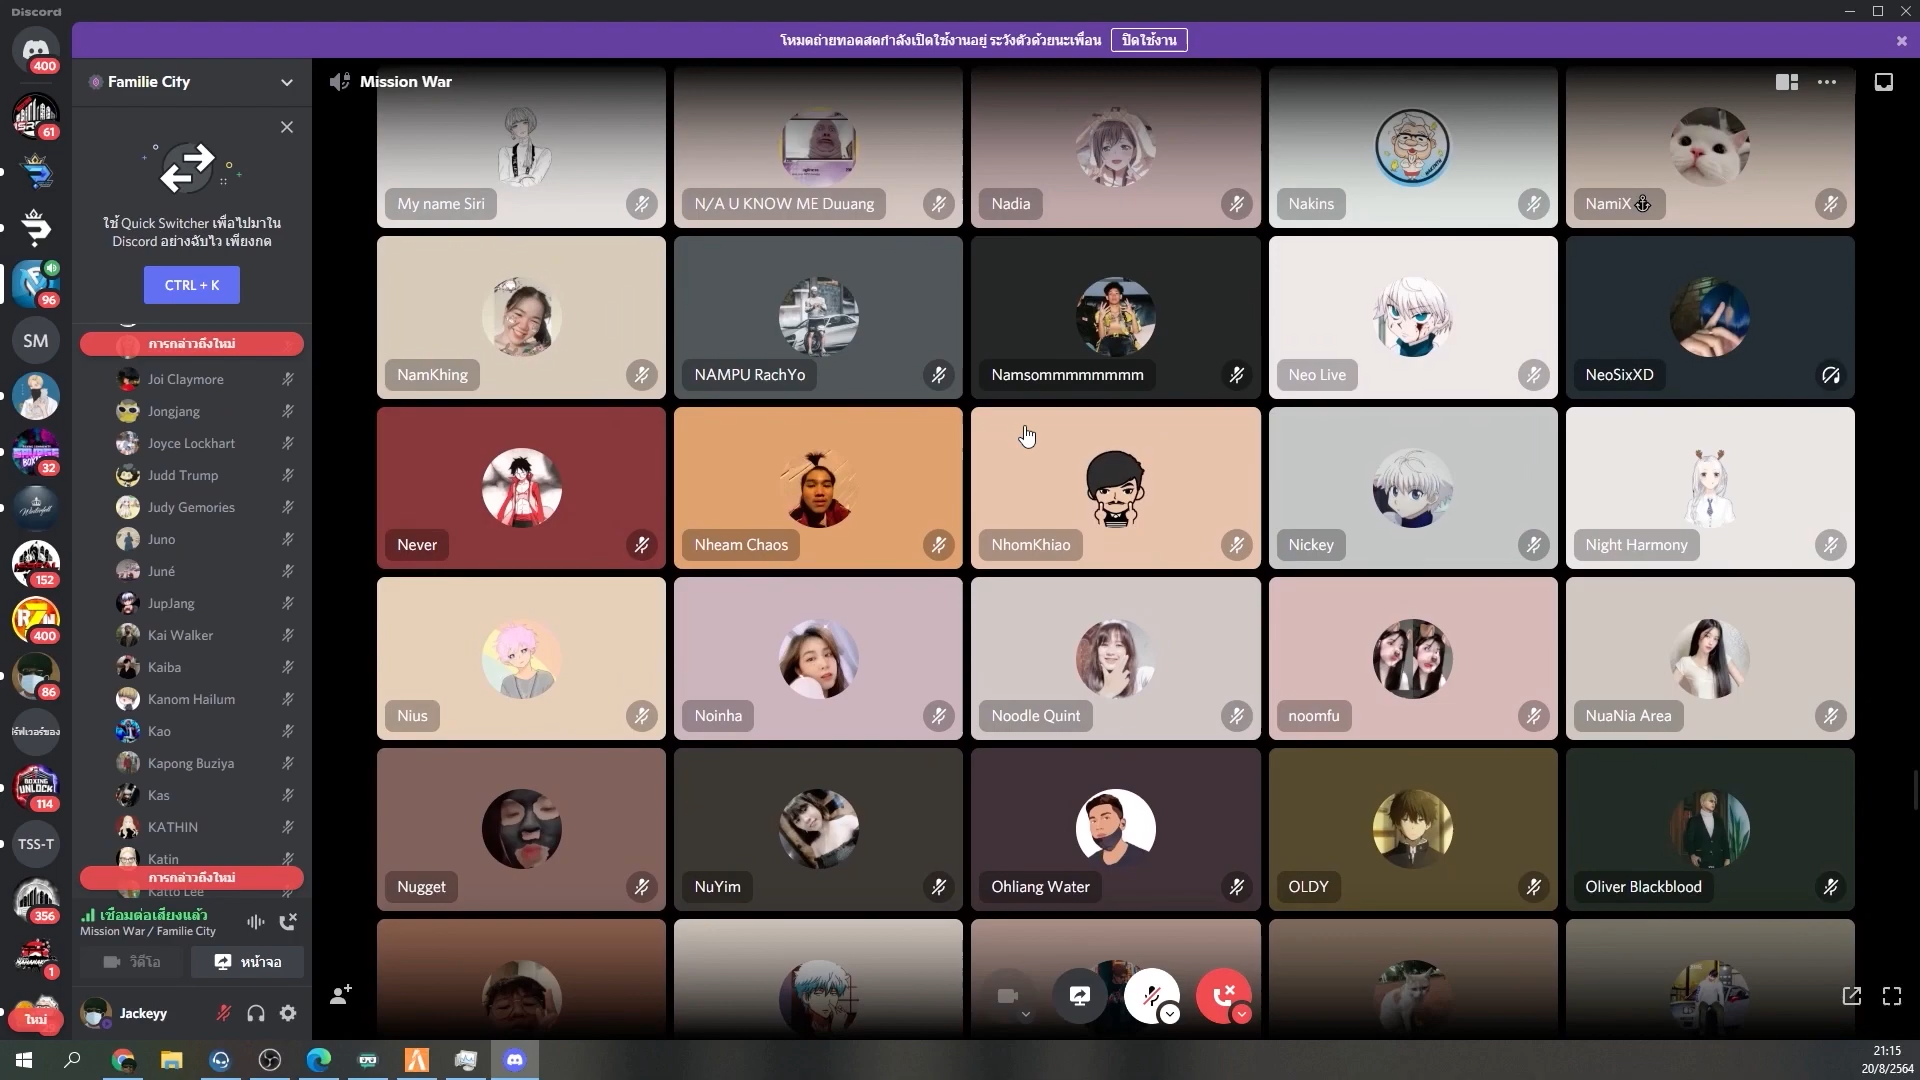 Discord
โหมดถ่ายทอดสดกำลังเปิดใช้งานอยู่ ระวังตัวด้วยนะเพื่อน
ปิดใช้งาน
400
61
96
SM
32
152
R7N
400
86
BOXING
UNLOCK
114
TSS-T
356
1
ใหม่
Familie City
ใช้ Quick Switcher เพื่อไปมาใน
Discord อย่างฉับไว เพียงกด
CTRL + K
การกล่าวถึงใหม่
Joi Claymore
Jongjang
Joyce Lockhart
Judd Trump
Judy Gemories
Juno
Juné
JupJang
Kai Walker
Kaiba
Kanom Hailum
Kao
Kapong Buziya
Kas
KATHIN
Katin
การกล่าวถึงใหม่
Katto Lee
เชื่อมต่อเสียงแล้ว
Mission War / Familie City
วิดีโอ
หน้าจอ
Jackeyy
Mission War
My name Siri
N/A U KNOW ME Duuang
Nadia
Nakins
NamiX
NamKhing
NAMPU RachYo
Namsommmmmmmm
Neo Live
NeoSixXD
Never
Nheam Chaos
NhomKhiao
Nickey
Night Harmony
Nius
Noinha
Noodle Quint
noomfu
NuaNia Area
Nugget
NuYim
Ohliang Water
OLDY
Oliver Blackblood
21:15
20/8/2564